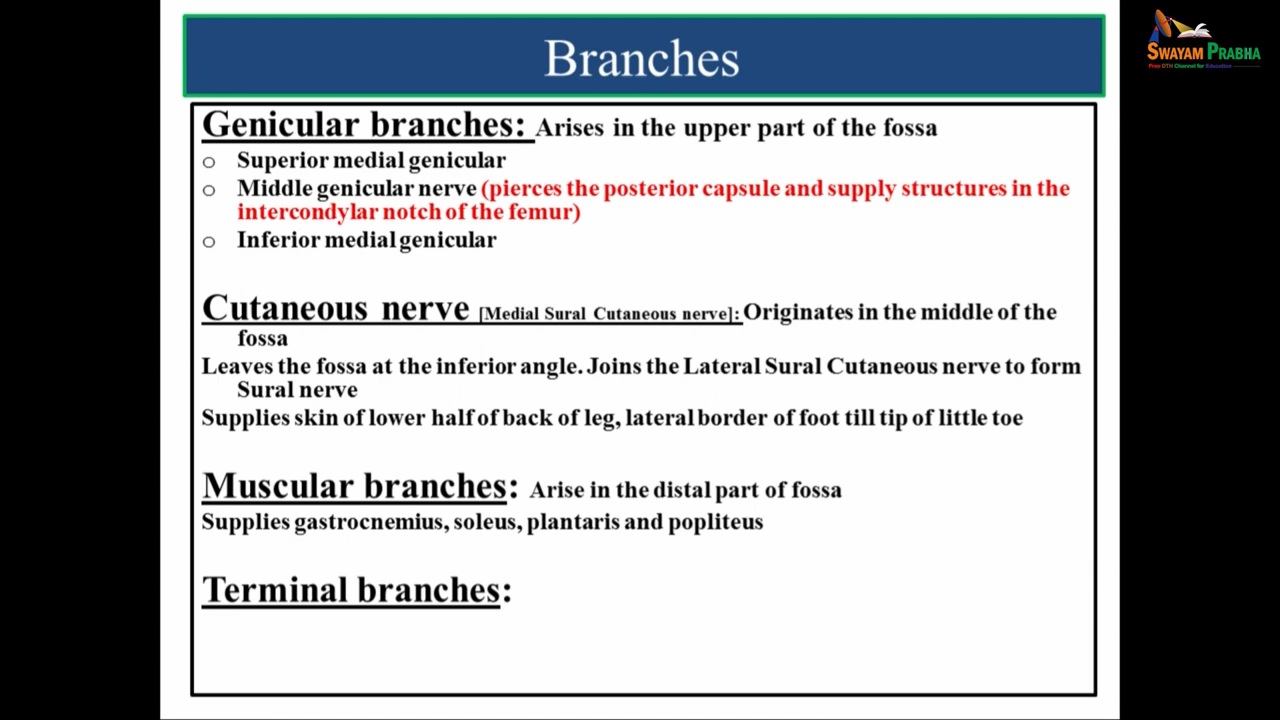 Branches
SWAYAM PRABHA
Free DTH Channel for Education
Genicular branches: Arises in the upper part of the fossa
o Superior medial genicular
o Middle genicular nerve (pierces the posterior capsule and supply structures in the
intercondylar notch of the femur)
o Inferior medial genicular
Cutaneous nerve [Medial Sural Cutaneous nerve]: Originates in the middle of the
fossa
Leaves the fossa at the inferior angle. Joins the Lateral Sural Cutaneous nerve to form
Sural nerve
Supplies skin of lower half of back of leg, lateral border of foot till tip of little toe
Muscular branches: Arise in the distal part of fossa
Supplies gastrocnemius, soleus, plantaris and popliteus
Terminal branches: